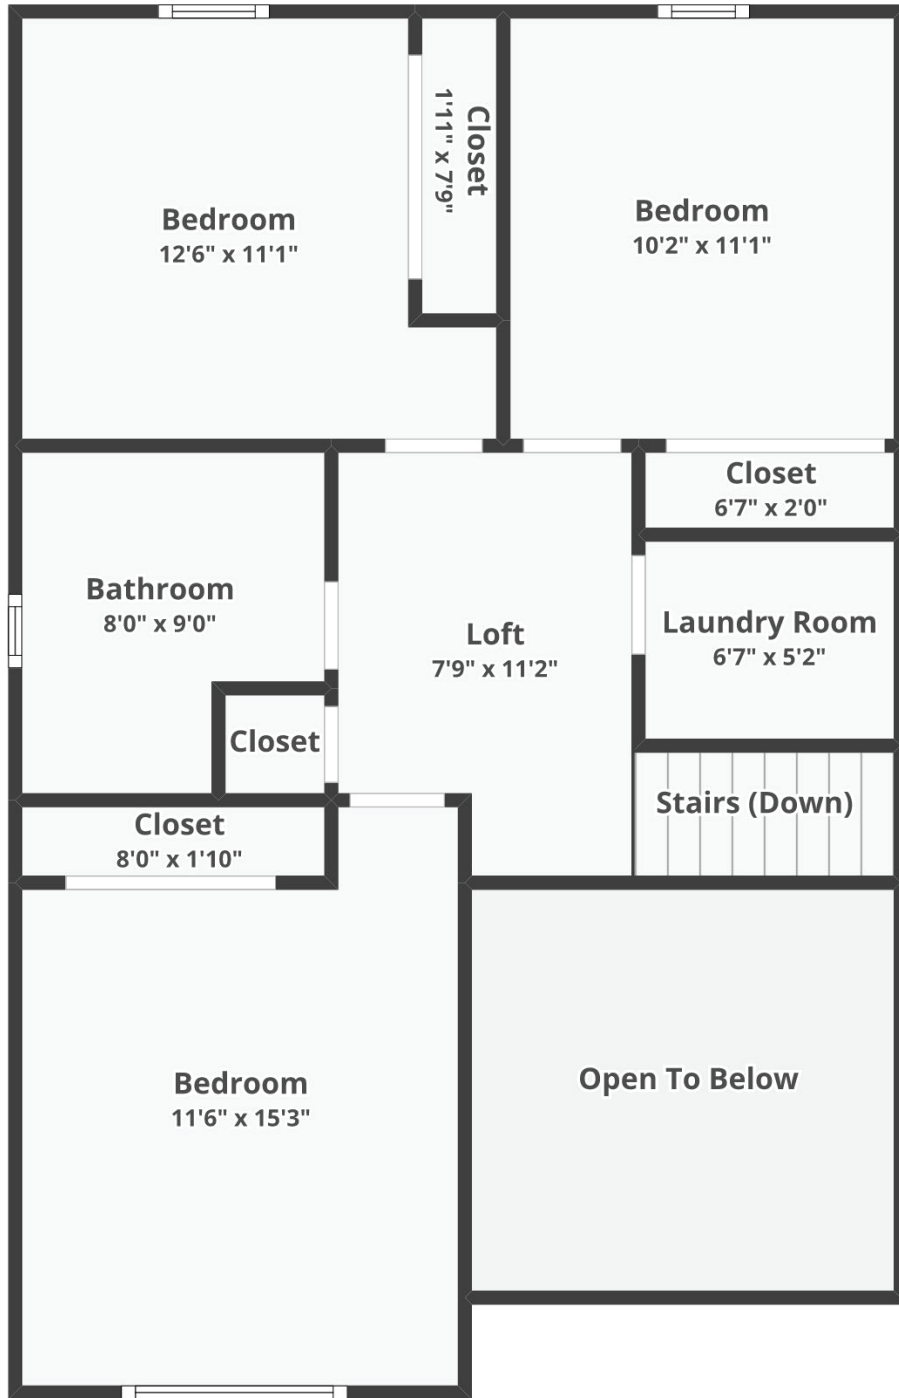 Bedroom
12'6" x 11'1"
Closet
1'11" x 7'9"
Bedroom
10'2" x 11'1"
Closet
6'7" x 2'0"
Bathroom
8'0" x 9'0"
Loft
7'9" x 11'2"
Laundry Room
6'7" x 5'2"
Closet
Stairs (Down)
Closet
8'0" x 1'10"
Bedroom
11'6" x 15'3"
Open To Below